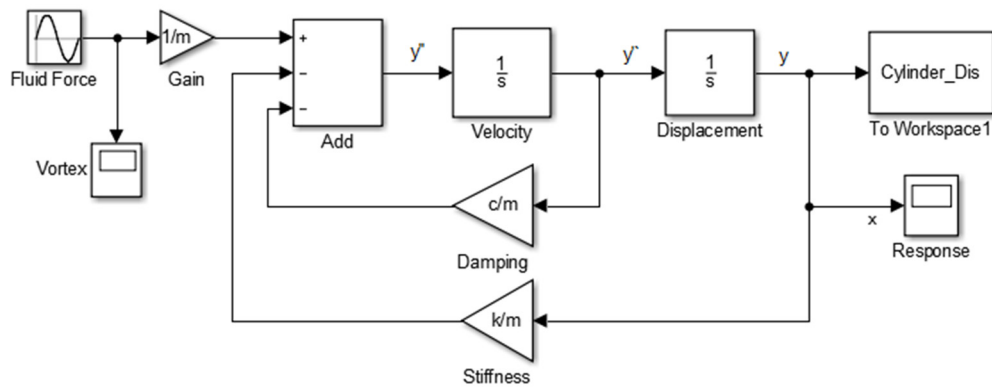 Fluid Force
1/m
Gain
Vortex
+
−
−
Add
y"
1
s
Velocity
y`
1
s
Displacement
y
Cylinder_Dis
To Workspace1
c/m
Damping
x
Response
k/m
Stiffness